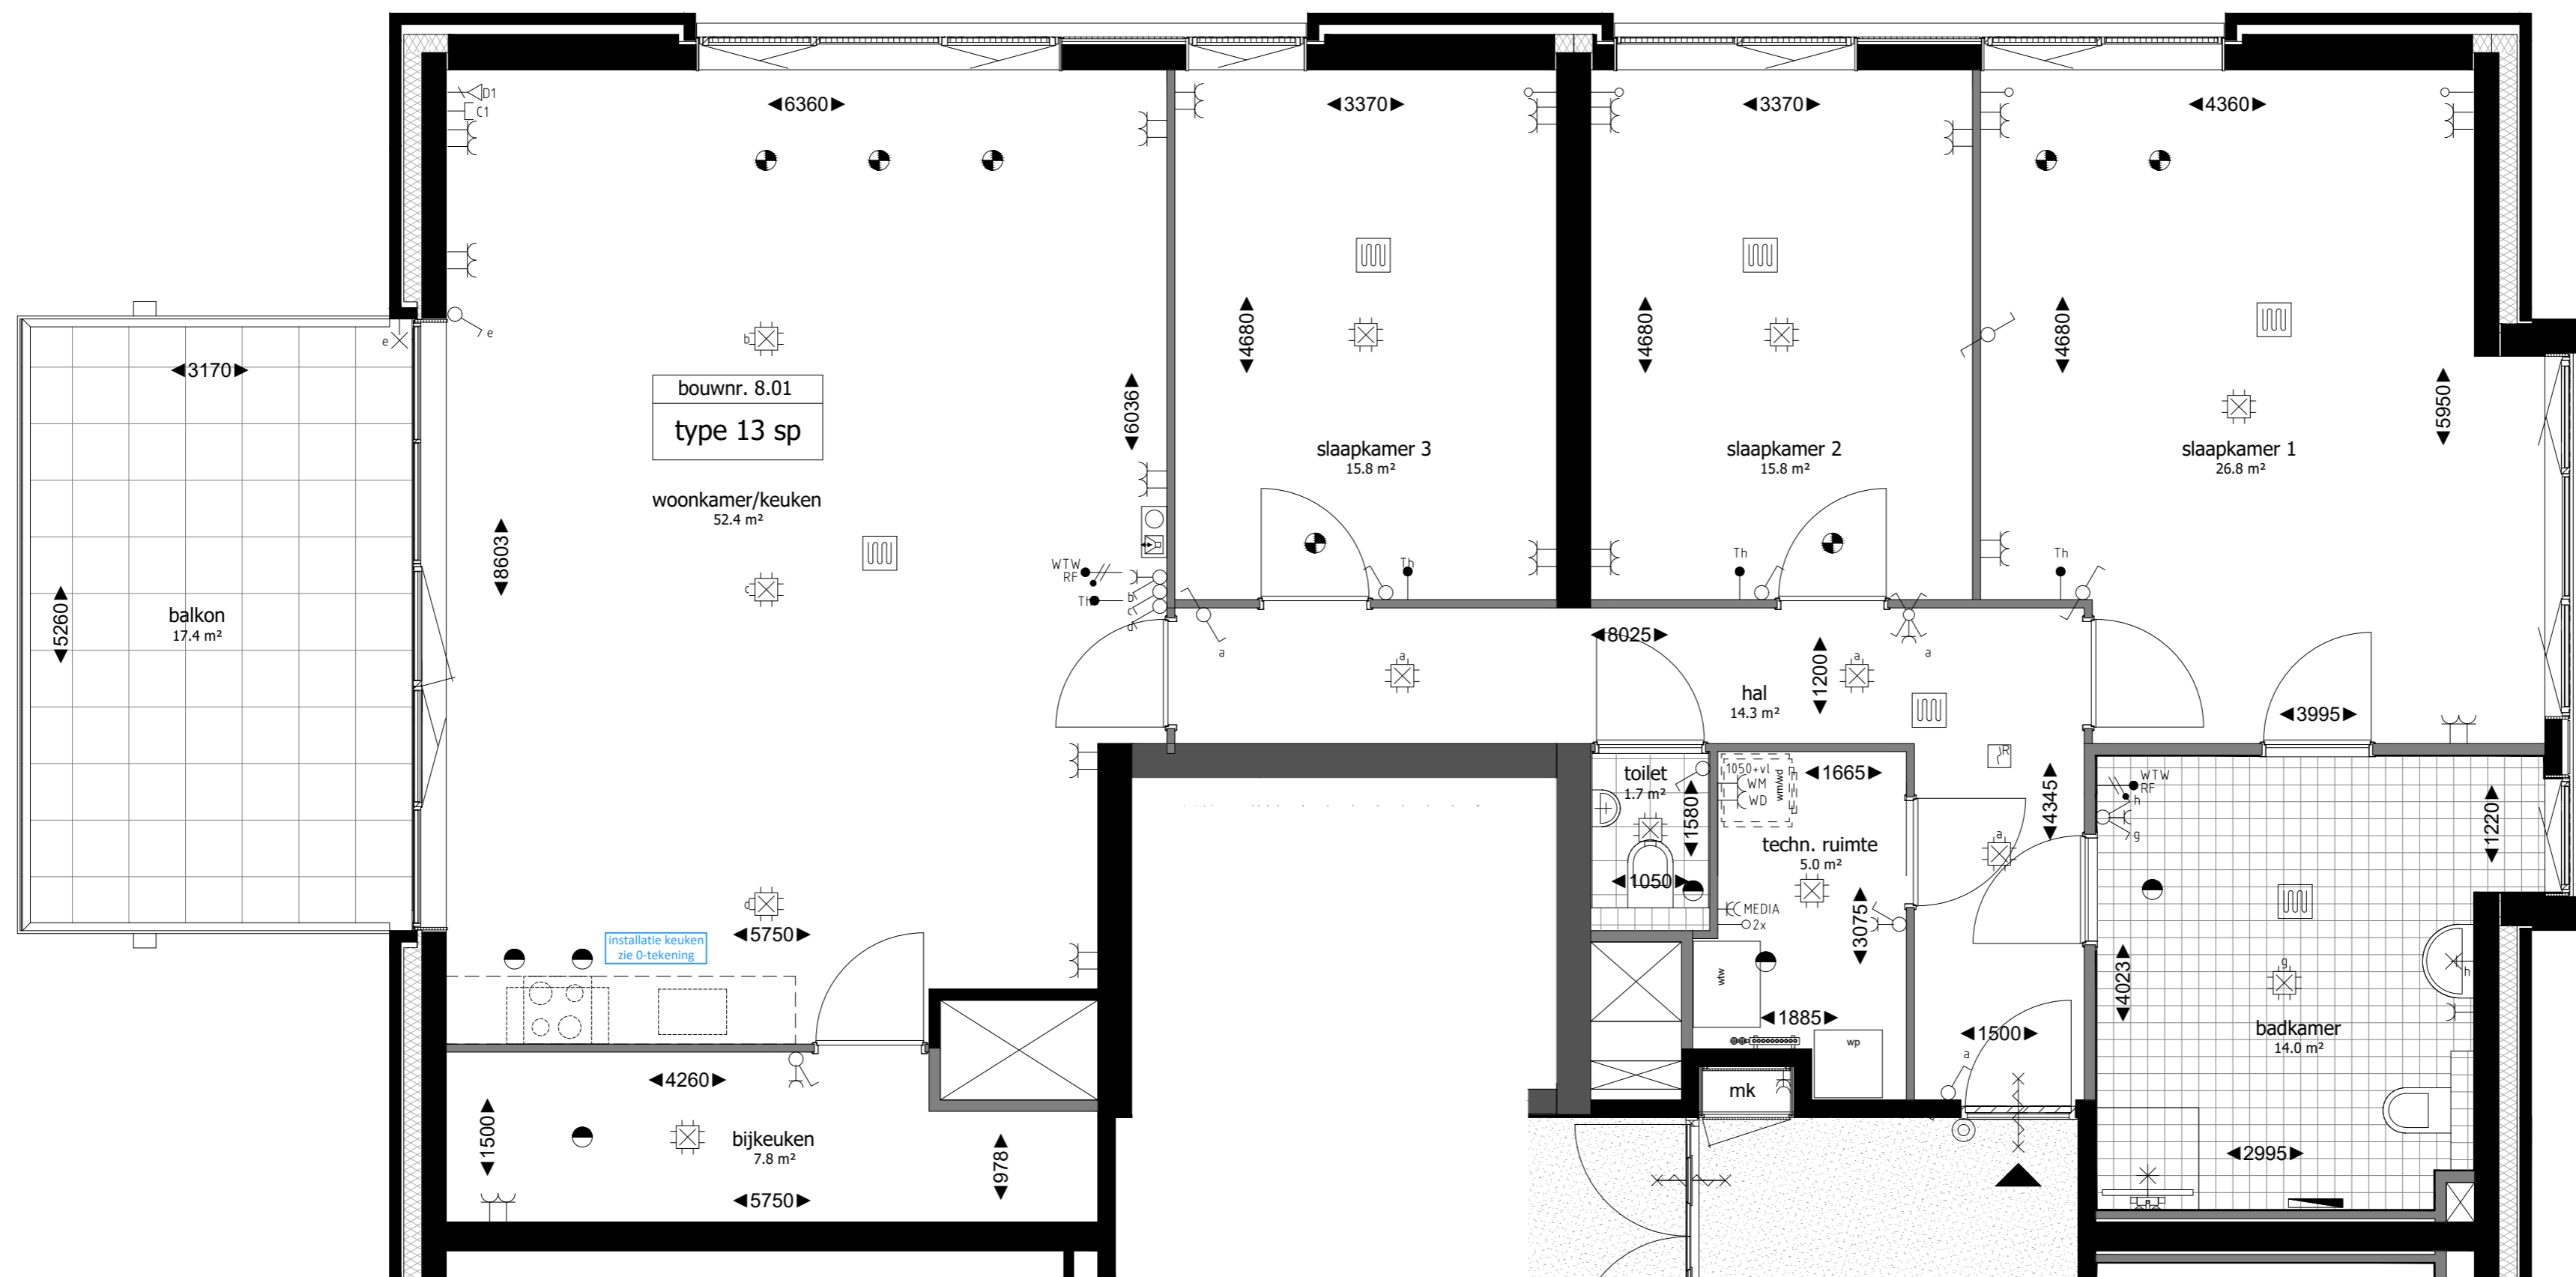 D1
C1
◄6360►
◄3370►
◄3370►
◄4360►
e
e
◄3170►
b
bouwnr. 8.01
type 13 sp
◄6036►
◄4680►
◄4680►
◄4680►
◄5950►
woonkamer/keuken
52.4 m²
slaapkamer 3
15.8 m²
slaapkamer 2
15.8 m²
slaapkamer 1
26.8 m²
◄8603►
WTW
RF
Th
b
c
d
c
Th
Th
Th
balkon
17.4 m²
◄5260►
a
a
◄8025►
a
a
◄1200►
hal
14.3 m²
◄3995►
R
toilet
1.7 m²
◄1580►
◄1050►
1050+vl
WM
WD
wm/wd
◄1665►
techn. ruimte
5.0 m²
MEDIA
2x
◄3075►
a
◄4345►
WTW
RF
h
g
◄1220►
d
◄5750►
installatie keuken
zie 0-tekening
wtw
◄1885►
wp
mk
◄1500►
a
◄4023►
g
h
badkamer
14.0 m²
◄2995►
◄4260►
◄1500►
bijkeuken
7.8 m²
◄978►
◄5750►